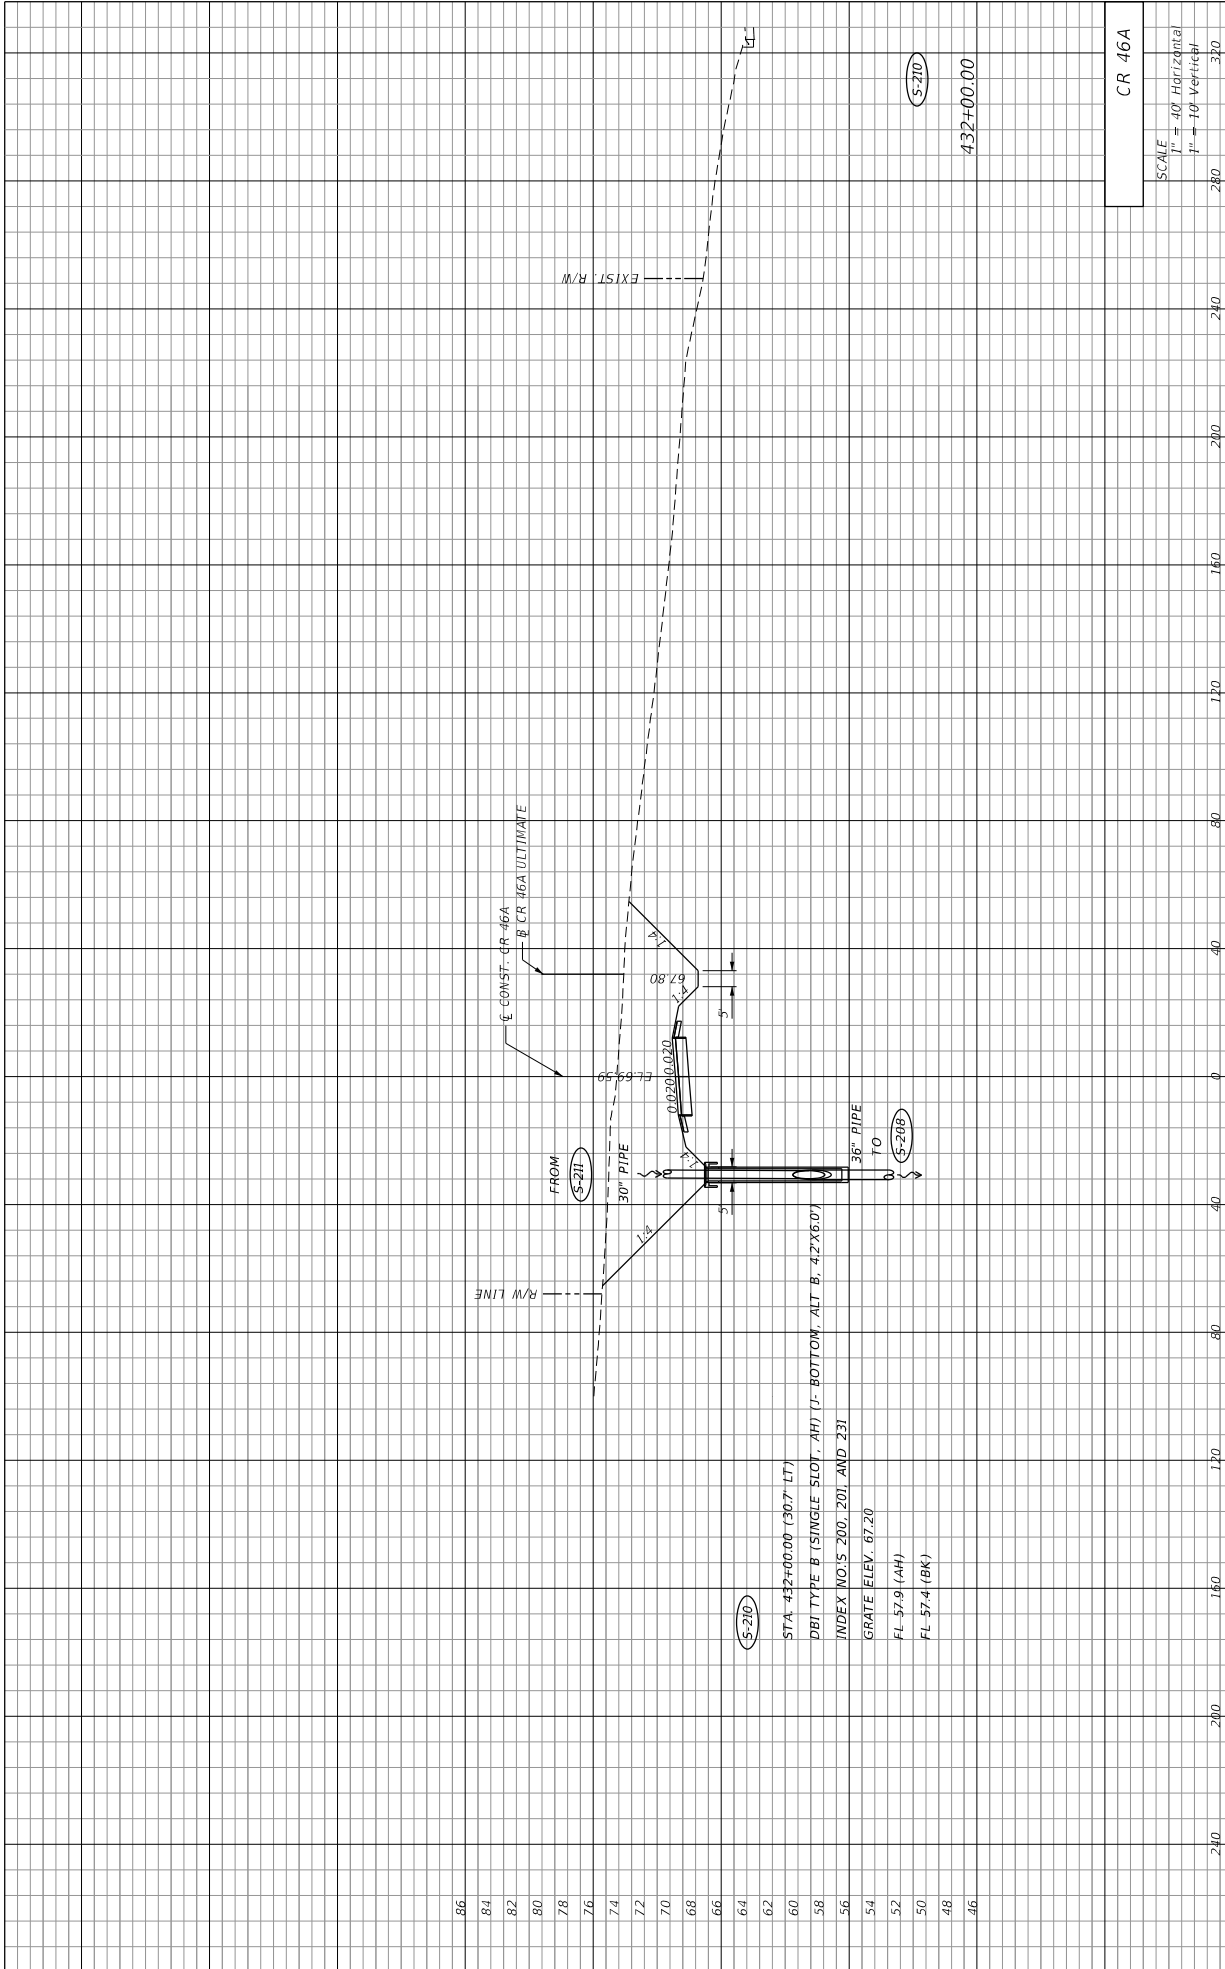 CR 46A
SCALE
1" = 40' Horizontal
1" = 10' Vertical
S-210
432+00.00
EXIST. R/W
℄ CONST. CR 46A
B CR 46A ULTIMATE
R/W LINE
FROM
S-211
30" PIPE
EL.69.59
0.020
0.020
67.80
1:4
1:4
1:4
1:4
5'
5'
36" PIPE
TO
S-208
S-210
STA. 432+00.00 (30.7' LT)
DBI TYPE B (SINGLE SLOT, AH) (J- BOTTOM, ALT B, 4.2'X6.0')
INDEX NO.'S 200, 201, AND 231
GRATE ELEV. 67.20
FL 57.9 (AH)
FL 57.4 (BK)
86
84
82
80
78
76
74
72
70
68
66
64
62
60
58
56
54
52
50
48
46
240
200
160
120
80
40
0
40
80
120
160
200
240
280
320